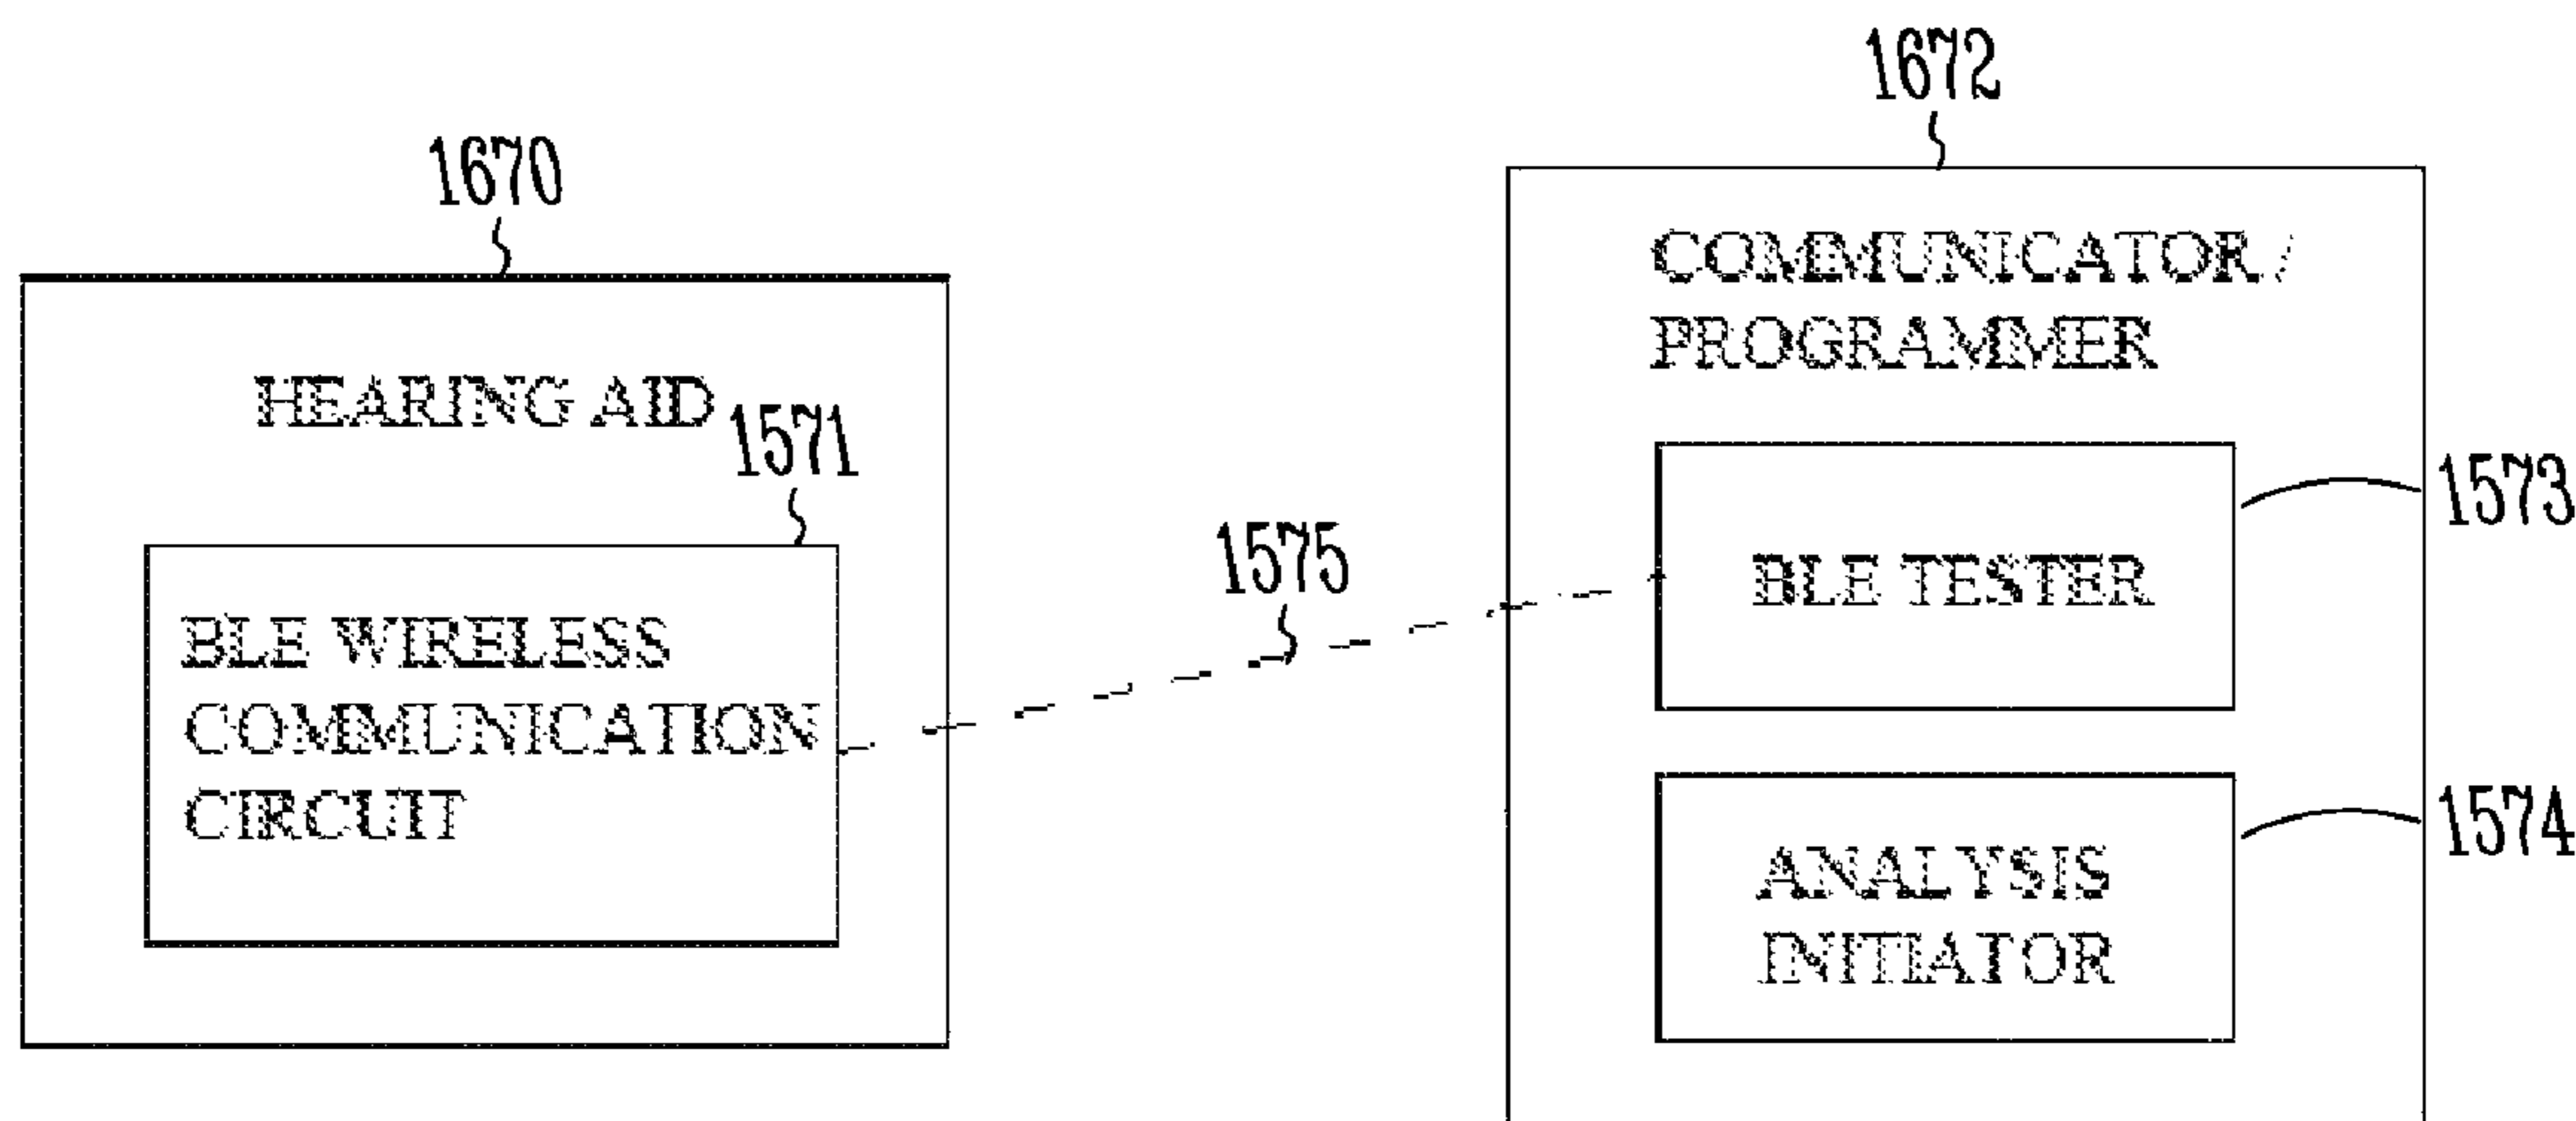 1672
1670
COMMUNICATOR /
PROGRAMMER
HEARING AID
1571
1573
1575
BLE TESTER
BLE WIRELESS
COMMUNICATION
CIRCUIT
1574
ANALYSIS
INITIATOR